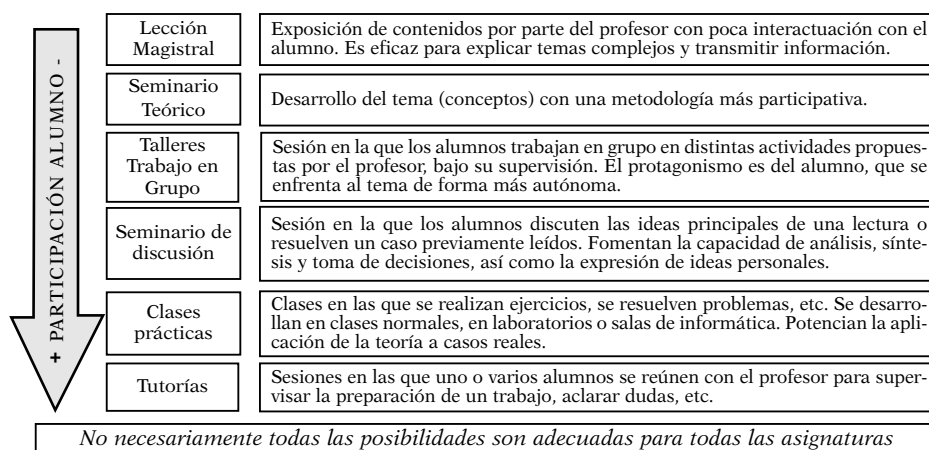 + PARTICIPACIÓN ALUMNO -
Lección
Magistral
Exposición de contenidos por parte del profesor con poca interactuación con el
alumno. Es eficaz para explicar temas complejos y transmitir información.
Seminario
Teórico
Desarrollo del tema (conceptos) con una metodología más participativa.
Talleres
Trabajo en
Grupo
Sesión en la que los alumnos trabajan en grupo en distintas actividades propues-
tas por el profesor, bajo su supervisión. El protagonismo es del alumno, que se
enfrenta al tema de forma más autónoma.
Seminario de
discusión
Sesión en la que los alumnos discuten las ideas principales de una lectura o
resuelven un caso previamente leídos. Fomentan la capacidad de análisis, sínte-
sis y toma de decisiones, así como la expresión de ideas personales.
Clases
prácticas
Clases en las que se realizan ejercicios, se resuelven problemas, etc. Se desarro-
llan en clases normales, en laboratorios o salas de informática. Potencian la apli-
cación de la teoría a casos reales.
Tutorías
Sesiones en las que uno o varios alumnos se reúnen con el profesor para super-
visar la preparación de un trabajo, aclarar dudas, etc.
No necesariamente todas las posibilidades son adecuadas para todas las asignaturas